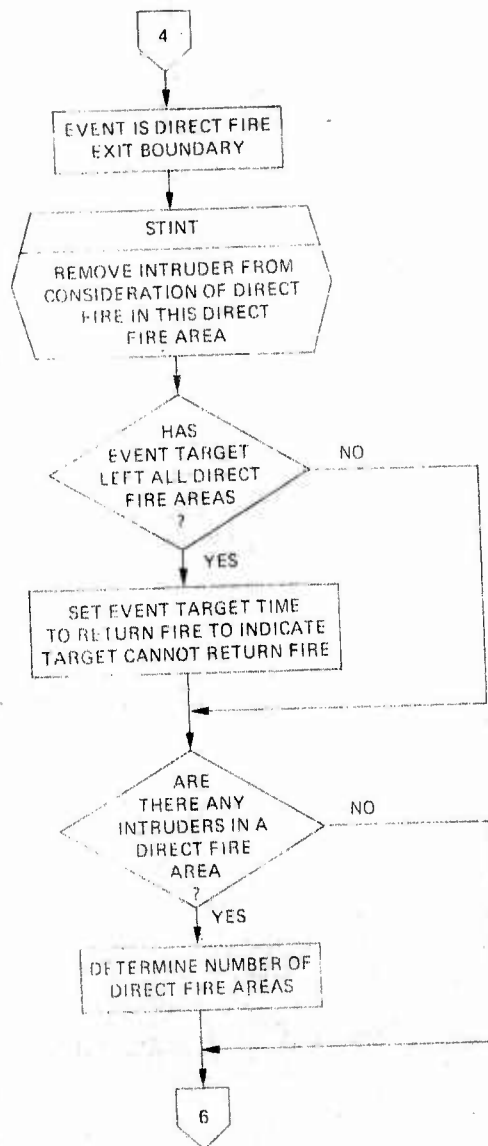 4
EVENT IS DIRECT FIRE
EXIT BOUNDARY
STINT
REMOVE INTRUDER FROM
CONSIDERATION OF DIRECT
FIRE IN THIS DIRECT
FIRE AREA
HAS
EVENT TARGET
LEFT ALL DIRECT
FIRE AREAS
?
NO
YES
SET EVENT TARGET TIME
TO RETURN FIRE TO INDICATE
TARGET CANNOT RETURN FIRE
ARE
THERE ANY
INTRUDERS IN A
DIRECT FIRE
AREA
?
NO
YES
DETERMINE NUMBER OF
DIRECT FIRE AREAS
6